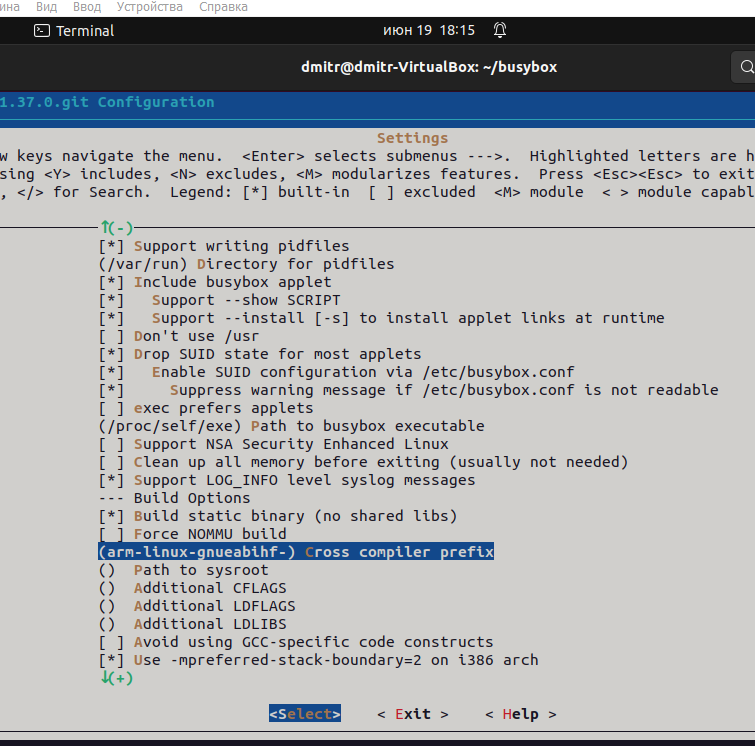 ина Вид Ввод Устройства Справка
Terminal июн 19 18:15
dmitr@dmitr-VirtualBox: ~/busybox
1.37.0.git Configuration
Settings
w keys navigate the menu. <Enter> selects submenus --->. Highlighted letters are h
sing <Y> includes, <N> excludes, <M> modularizes features. Press <Esc><Esc> to exit
, </> for Search. Legend: [*] built-in [ ] excluded <M> module < > module capabl
↑(-)
[*] Support writing pidfiles
(/var/run) Directory for pidfiles
[*] Include busybox applet
[*]   Support --show SCRIPT
[*]   Support --install [-s] to install applet links at runtime
[ ] Don't use /usr
[*] Drop SUID state for most applets
[*]   Enable SUID configuration via /etc/busybox.conf
[*]     Suppress warning message if /etc/busybox.conf is not readable
[ ] exec prefers applets
(/proc/self/exe) Path to busybox executable
[ ] Support NSA Security Enhanced Linux
[ ] Clean up all memory before exiting (usually not needed)
[*] Support LOG_INFO level syslog messages
--- Build Options
[*] Build static binary (no shared libs)
[ ] Force NOMMU build
(arm-linux-gnueabihf-) Cross compiler prefix
() Path to sysroot
() Additional CFLAGS
() Additional LDFLAGS
() Additional LDLIBS
[ ] Avoid using GCC-specific code constructs
[*] Use -mpreferred-stack-boundary=2 on i386 arch
↓(+)
<Select> < Exit > < Help >